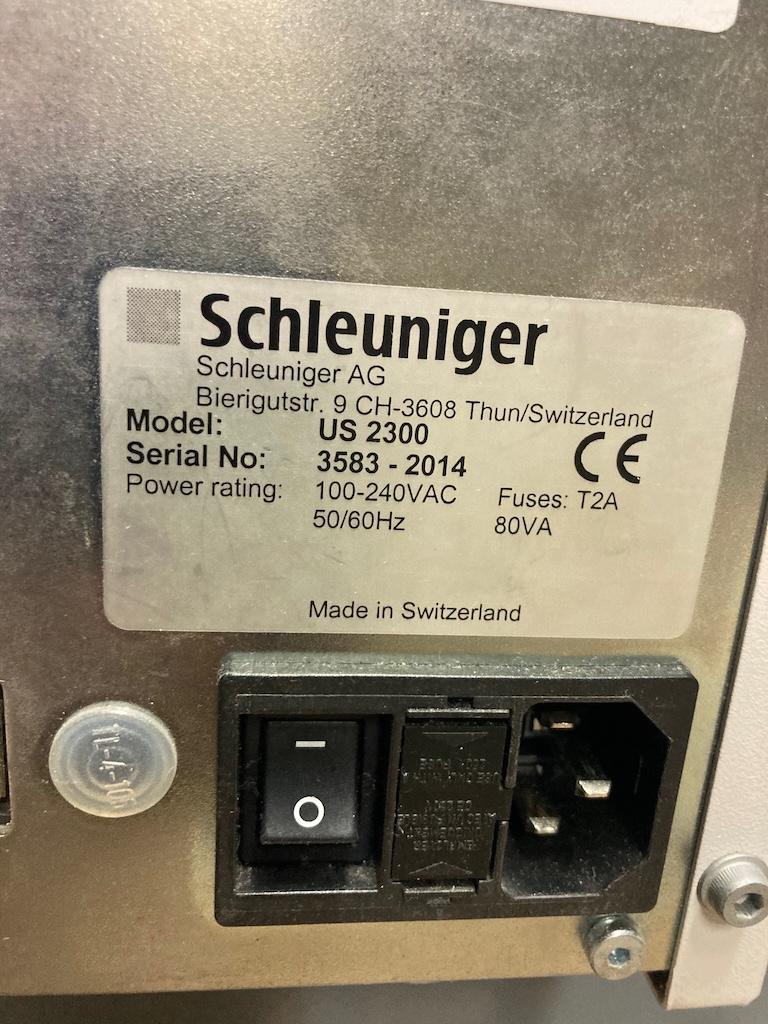 Schleuniger
Schleuniger AG
Bierigutstr. 9 CH-3608 Thun/Switzerland
Model: US 2300
Serial No: 3583 - 2014 CE
Power rating: 100-240VAC Fuses: T2A
50/60Hz 80VA
Made in Switzerland